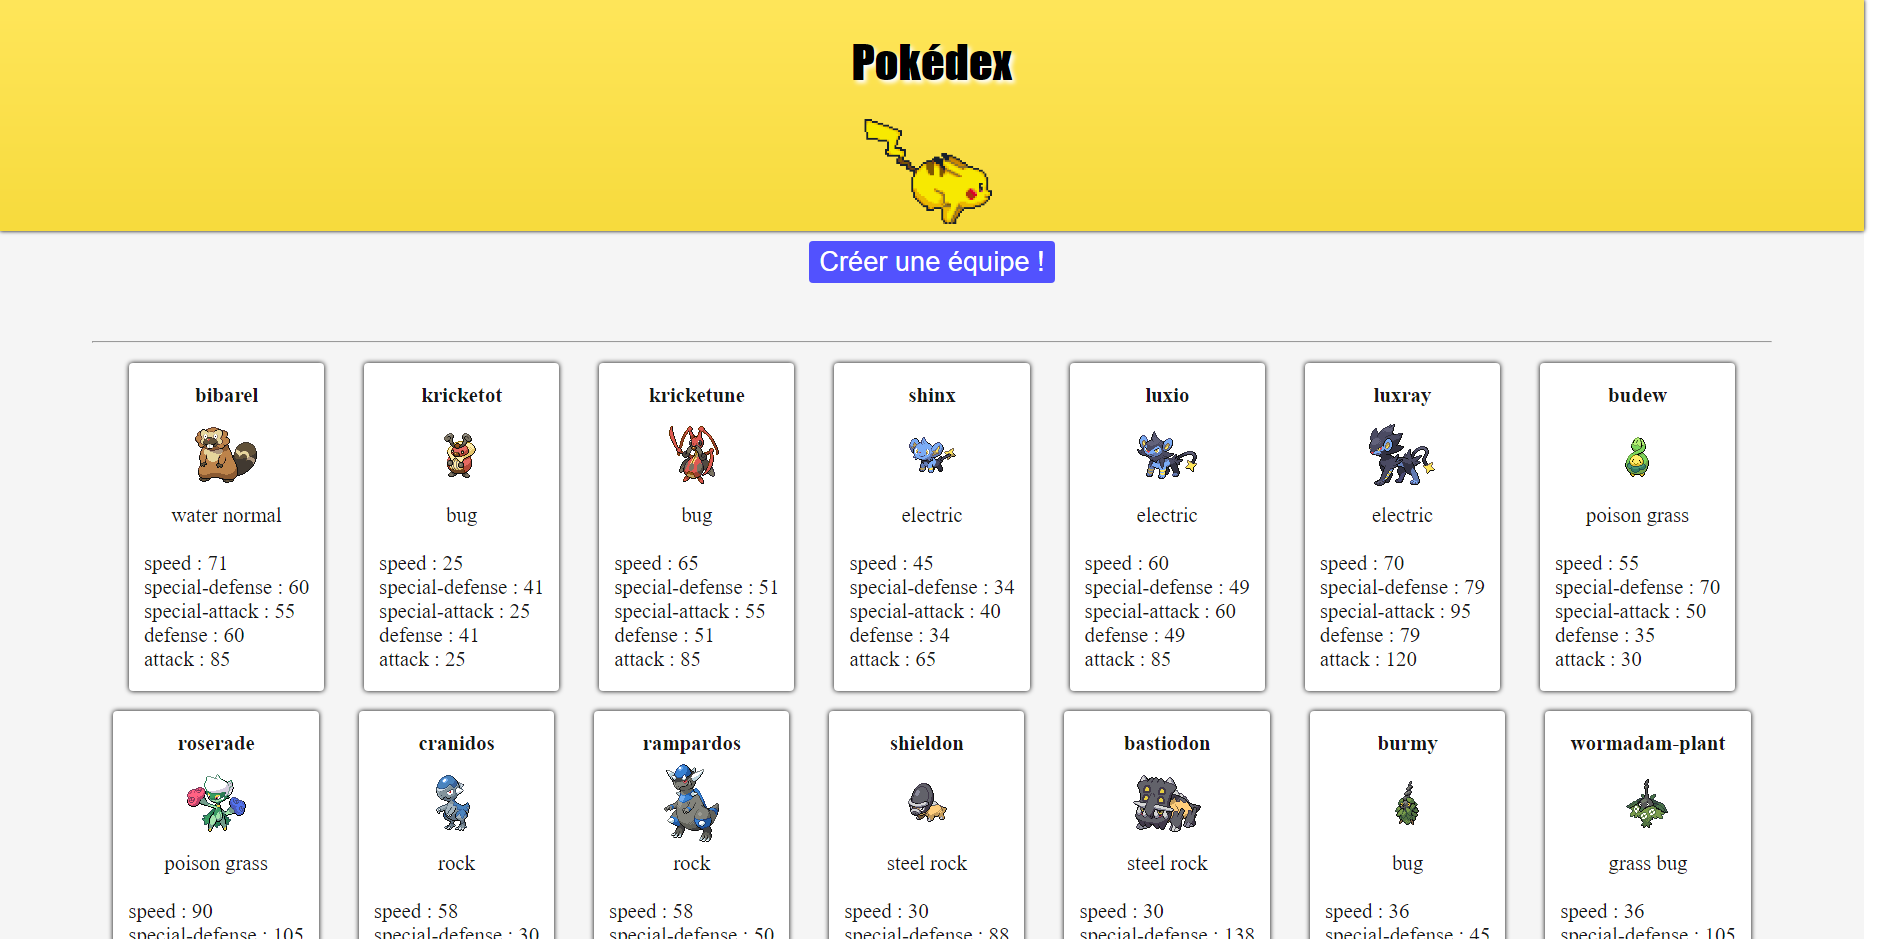 Pokédex
Créer une équipe !
bibarel
water normal
speed : 71
special-defense : 60
special-attack : 55
defense : 60
attack : 85
kricketot
bug
speed : 25
special-defense : 41
special-attack : 25
defense : 41
attack : 25
kricketune
bug
speed : 65
special-defense : 51
special-attack : 55
defense : 51
attack : 85
shinx
electric
speed : 45
special-defense : 34
special-attack : 40
defense : 34
attack : 65
luxio
electric
speed : 60
special-defense : 49
special-attack : 60
defense : 49
attack : 85
luxray
electric
speed : 70
special-defense : 79
special-attack : 95
defense : 79
attack : 120
budew
poison grass
speed : 55
special-defense : 70
special-attack : 50
defense : 35
attack : 30
roserade
poison grass
speed : 90
special-defense : 105
cranidos
rock
speed : 58
special-defense : 30
rampardos
rock
speed : 58
special-defense : 50
shieldon
steel rock
speed : 30
special-defense : 88
bastiodon
steel rock
speed : 30
special-defense : 138
burmy
bug
speed : 36
special-defense : 45
wormadam-plant
grass bug
speed : 36
special-defense : 105